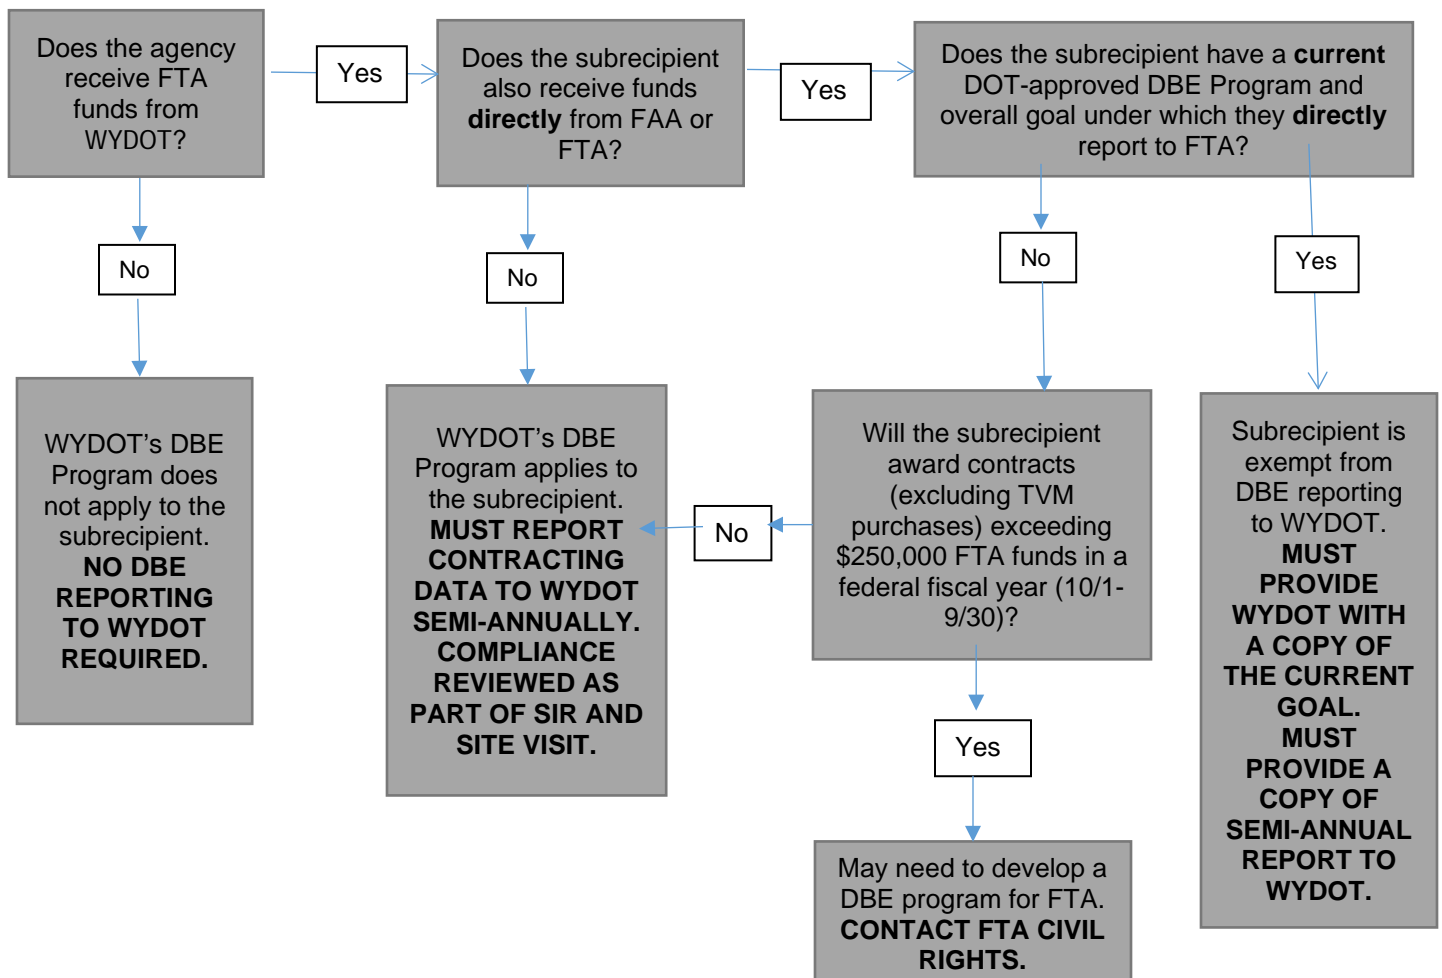 Does the agency
receive FTA
funds from
WYDOT?
Yes
Does the subrecipient
also receive funds
directly from FAA or
FTA?
Yes
Does the subrecipient have a current
DOT-approved DBE Program and
overall goal under which they directly
report to FTA?
No
No
No
Yes
WYDOT’s DBE
Program does
not apply to the
subrecipient.
NO DBE
REPORTING
TO WYDOT
REQUIRED.
WYDOT’s DBE
Program applies to
the subrecipient.
MUST REPORT
CONTRACTING
DATA TO WYDOT
SEMI-ANNUALLY.
COMPLIANCE
REVIEWED AS
PART OF SIR AND
SITE VISIT.
No
Will the subrecipient
award contracts
(excluding TVM
purchases) exceeding
$250,000 FTA funds in a
federal fiscal year (10/1-
9/30)?
Subrecipient is
exempt from
DBE reporting
to WYDOT.
MUST
PROVIDE
WYDOT WITH
A COPY OF
THE CURRENT
GOAL.
MUST
PROVIDE A
COPY OF
SEMI-ANNUAL
REPORT TO
WYDOT.
Yes
May need to develop a
DBE program for FTA.
CONTACT FTA CIVIL
RIGHTS.